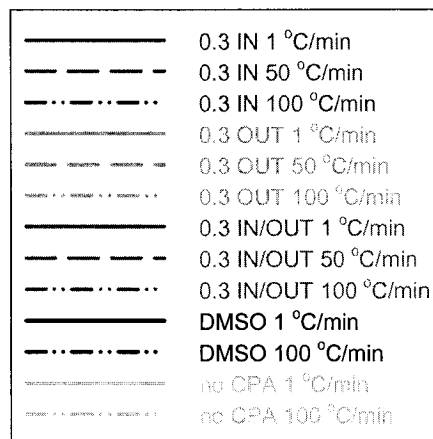 0.3 IN 1 °C/min
0.3 IN 50 °C/min
0.3 IN 100 °C/min
0.3 OUT 1 °C/min
0.3 OUT 50 °C/min
0.3 OUT 100 °C/min
0.3 IN/OUT 1 °C/min
0.3 IN/OUT 50 °C/min
0.3 IN/OUT 100 °C/min
DMSO 1 °C/min
DMSO 100 °C/min
no CPA 1 °C/min
no CPA 100 °C/min